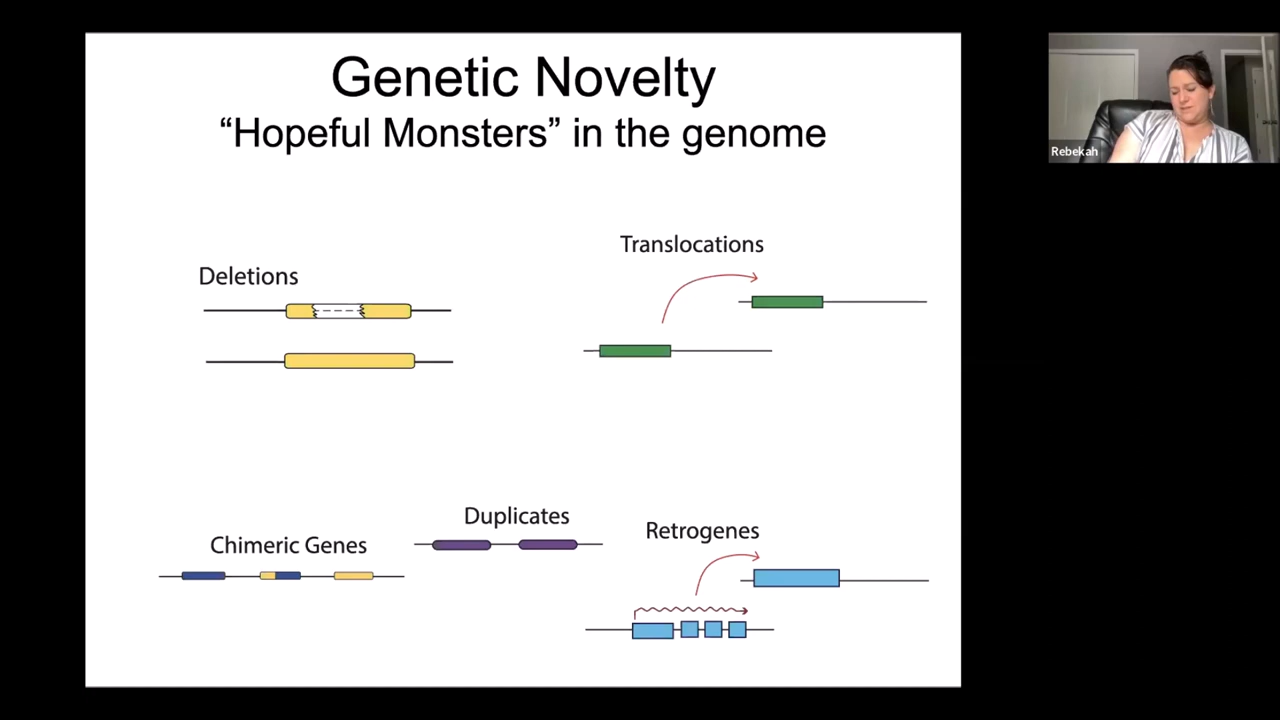 Genetic Novelty
“Hopeful Monsters” in the genome
Translocations
Deletions
Duplicates
Retrogenes
Chimeric Genes
Rebekah